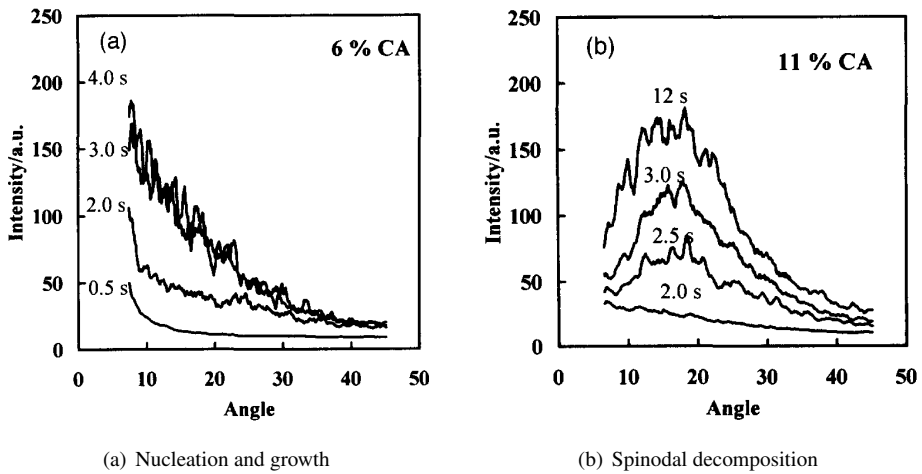 (a)
6 % CA
250
200
150
100
50
0
4.0 s
3.0 s
2.0 s
0.5 s
Intensity/a.u.
0 10 20 30 40 50
Angle
(a) Nucleation and growth
(b)
11 % CA
250
200
150
100
50
0
12 s
3.0 s
2.5 s
2.0 s
Intensity/a.u.
0 10 20 30 40 50
Angle
(b) Spinodal decomposition